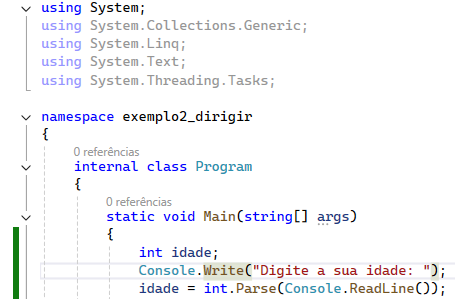 using System;
using System.Collections.Generic;
using System.Linq;
using System.Text;
using System.Threading.Tasks;
namespace exemplo2_dirigir
{
0 referências
internal class Program
{
0 referências
static void Main(string[] args)
{
int idade;
Console.Write("Digite a sua idade: ");
idade = int.Parse(Console.ReadLine());